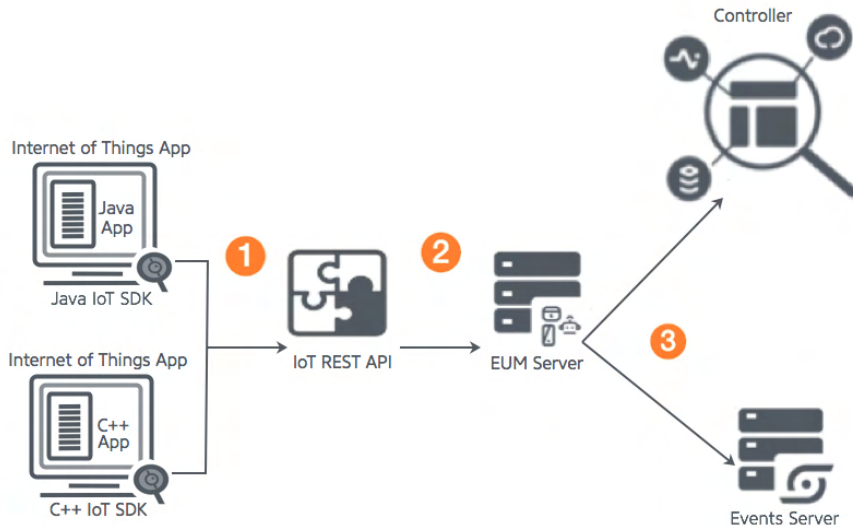 Controller
Internet of Things App
Java
App
Java IoT SDK
1
2
IoT REST API
EUM Server
3
Internet of Things App
C++
App
C++ IoT SDK
Events Server